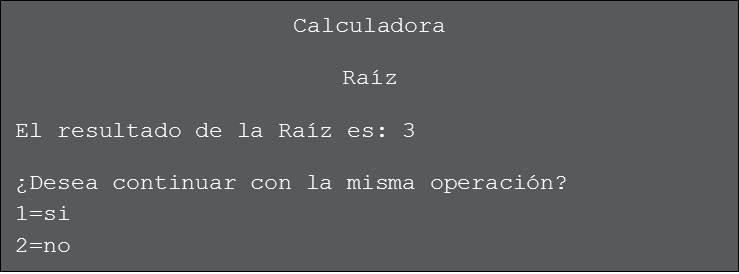 Calculadora
Raíz
El resultado de la Raíz es: 3
¿Desea continuar con la misma operación?
1=si
2=no